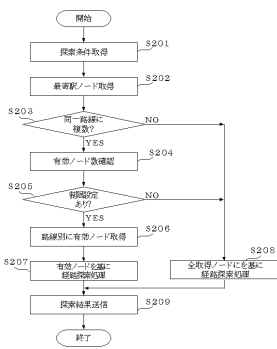 開始
探索条件取得
S201
最寄駅ノード取得
S202
S203
同一路線に
複数?
NO
YES
有効ノード数確認
S204
S205
制限設定
あり?
NO
YES
路線別に有効ノード取得
S206
S207
有効ノードを基に
経路探索処理
S208
全取得ノードにを基に
経路探索処理
探索結果送信
S209
終了